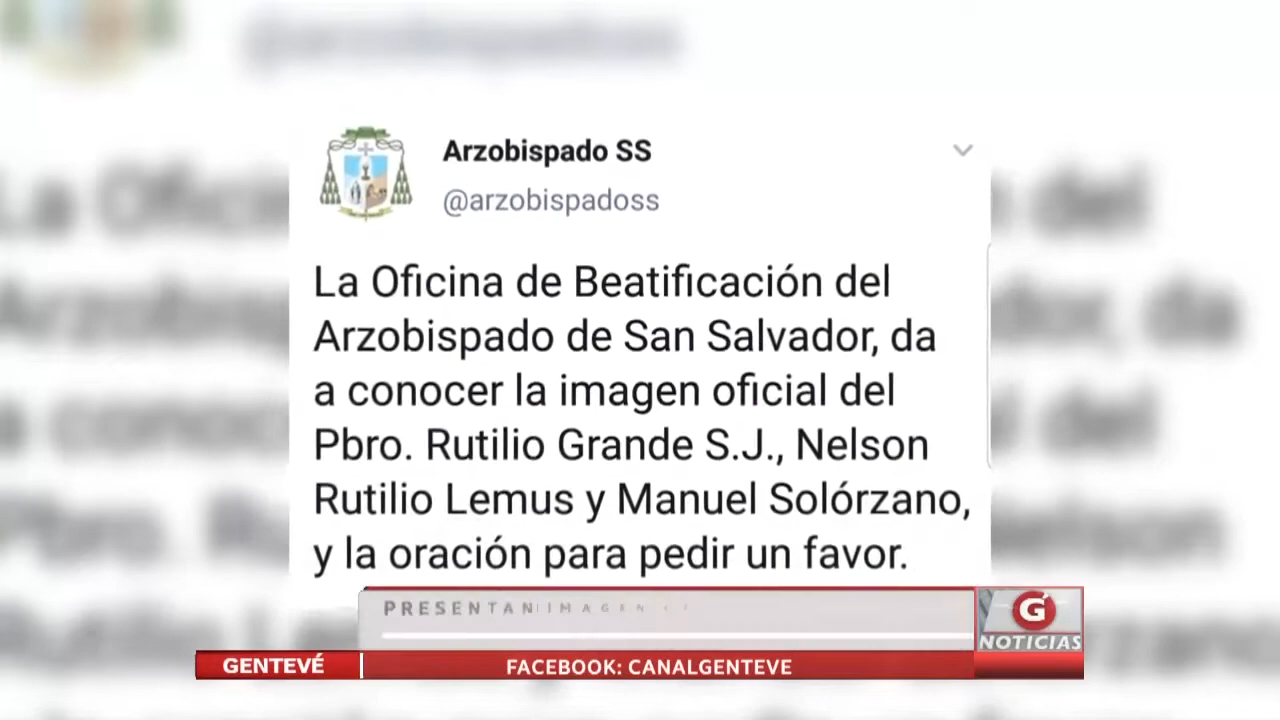 Arzobispado SS
@arzobispadoss
La Oficina de Beatificación del
Arzobispado de San Salvador, da
a conocer la imagen oficial del
Pbro. Rutilio Grande S.J., Nelson
Rutilio Lemus y Manuel Solórzano,
y la oración para pedir un favor.
PRESENTAN IMAGEN
G
NOTICIAS
GENTEVÉ
FACEBOOK: CANALGENTEVE